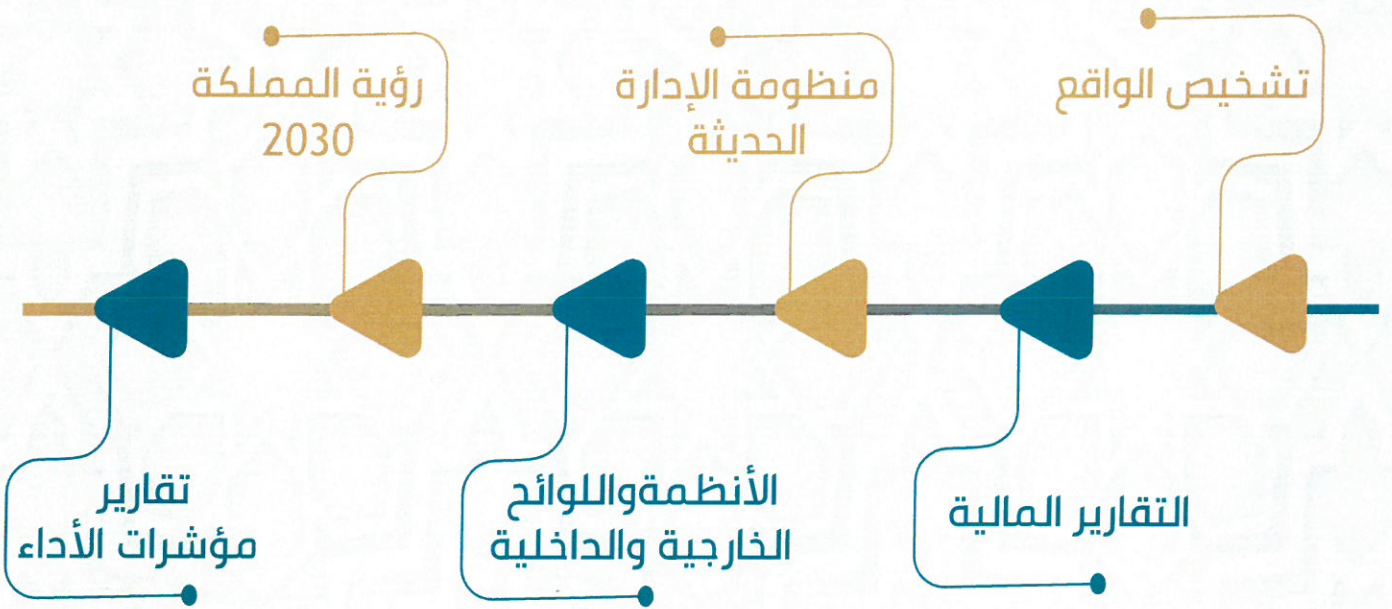 تشخيص الواقع
التقارير المالية
منظومة الإدارة
الحديثة
الأنظمةواللوائح
الخارجية والداخلية
رؤية المملكة
2030
تقارير
مؤشرات الأداء